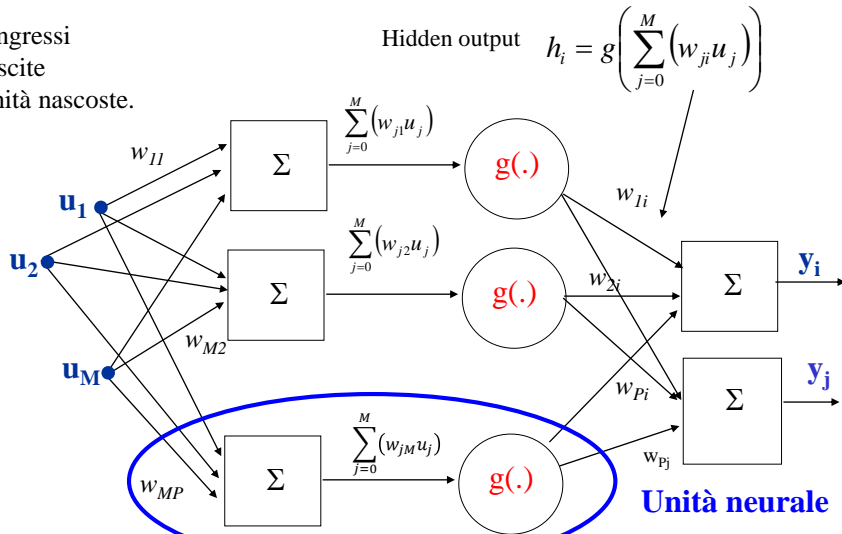 ngressi
scite
nità nascoste.
Hidden output h_i = g(∑_{j=0}^{M}(w_{ji}u_j))
w_{11}
Σ
∑_{j=0}^{M}(w_{j1}u_j)
g(.)
w_{1i}
u_1
u_2
u_M
Σ
∑_{j=0}^{M}(w_{j2}u_j)
g(.)
w_{2i}
w_{M2}
Σ
y_i
w_{Pi}
Σ
y_j
w_{Pj}
w_{MP}
Σ
∑_{j=0}^{M}(w_{jM}u_j)
g(.)
Unità neurale